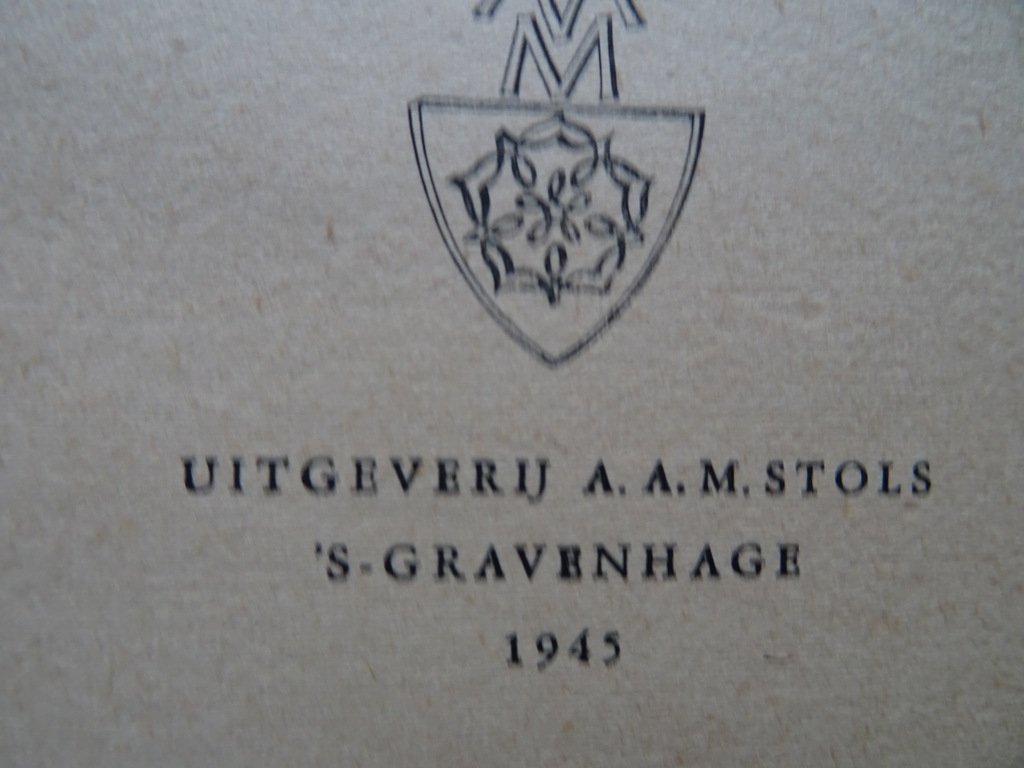 M
UITGEVERIJ A. A. M. STOLS
'S-GRAVENHAGE
1945